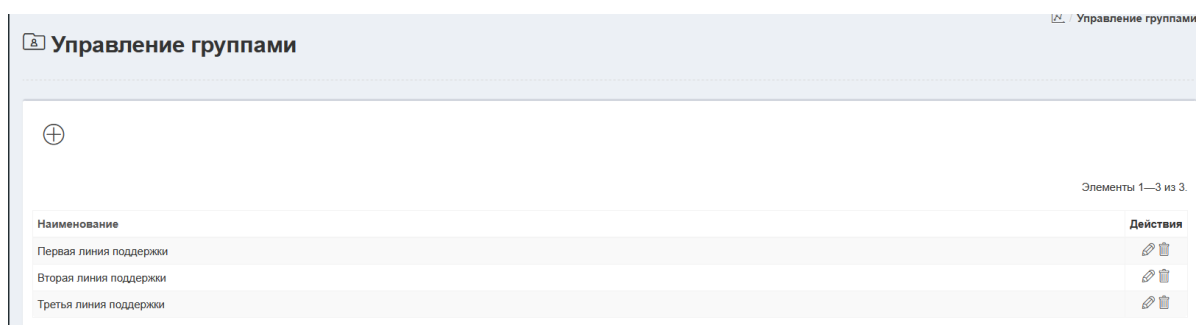 / Управление группами
Управление группами
Элементы 1—3 из 3.
Наименование Действия
Первая линия поддержки
Вторая линия поддержки
Третья линия поддержки